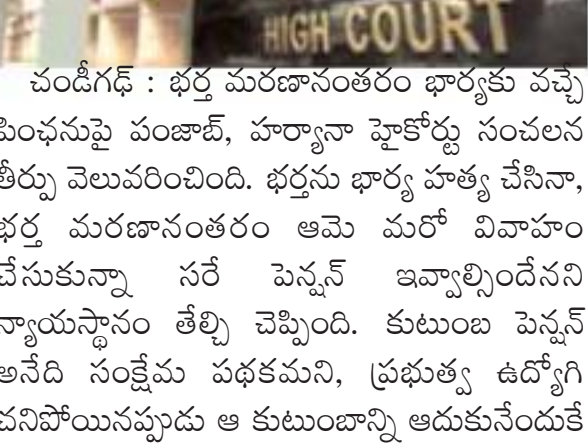 HIGH COURT
చండీగఢ్ : భర్త మరణానంతరం భార్యకు వచ్చే
పింఛనుపై పంజాబ్, హర్యానా హైకోర్టు సంచలన
తీర్పు వెలువరించింది. భర్తను భార్య హత్య చేసినా,
భర్త మరణానంతరం ఆమె మరో వివాహం
చేసుకున్నా సరే పెన్షన్ ఇవ్వాల్సిందేనని
న్యాయస్థానం తేల్చి చెప్పింది. కుటుంబ పెన్షన్
అనేది సంక్షేమ పథకమని, ప్రభుత్వ ఉద్యోగి
చనిపోయినప్పుడు ఆ కుటుంబాన్ని ఆదుకునేందుకే